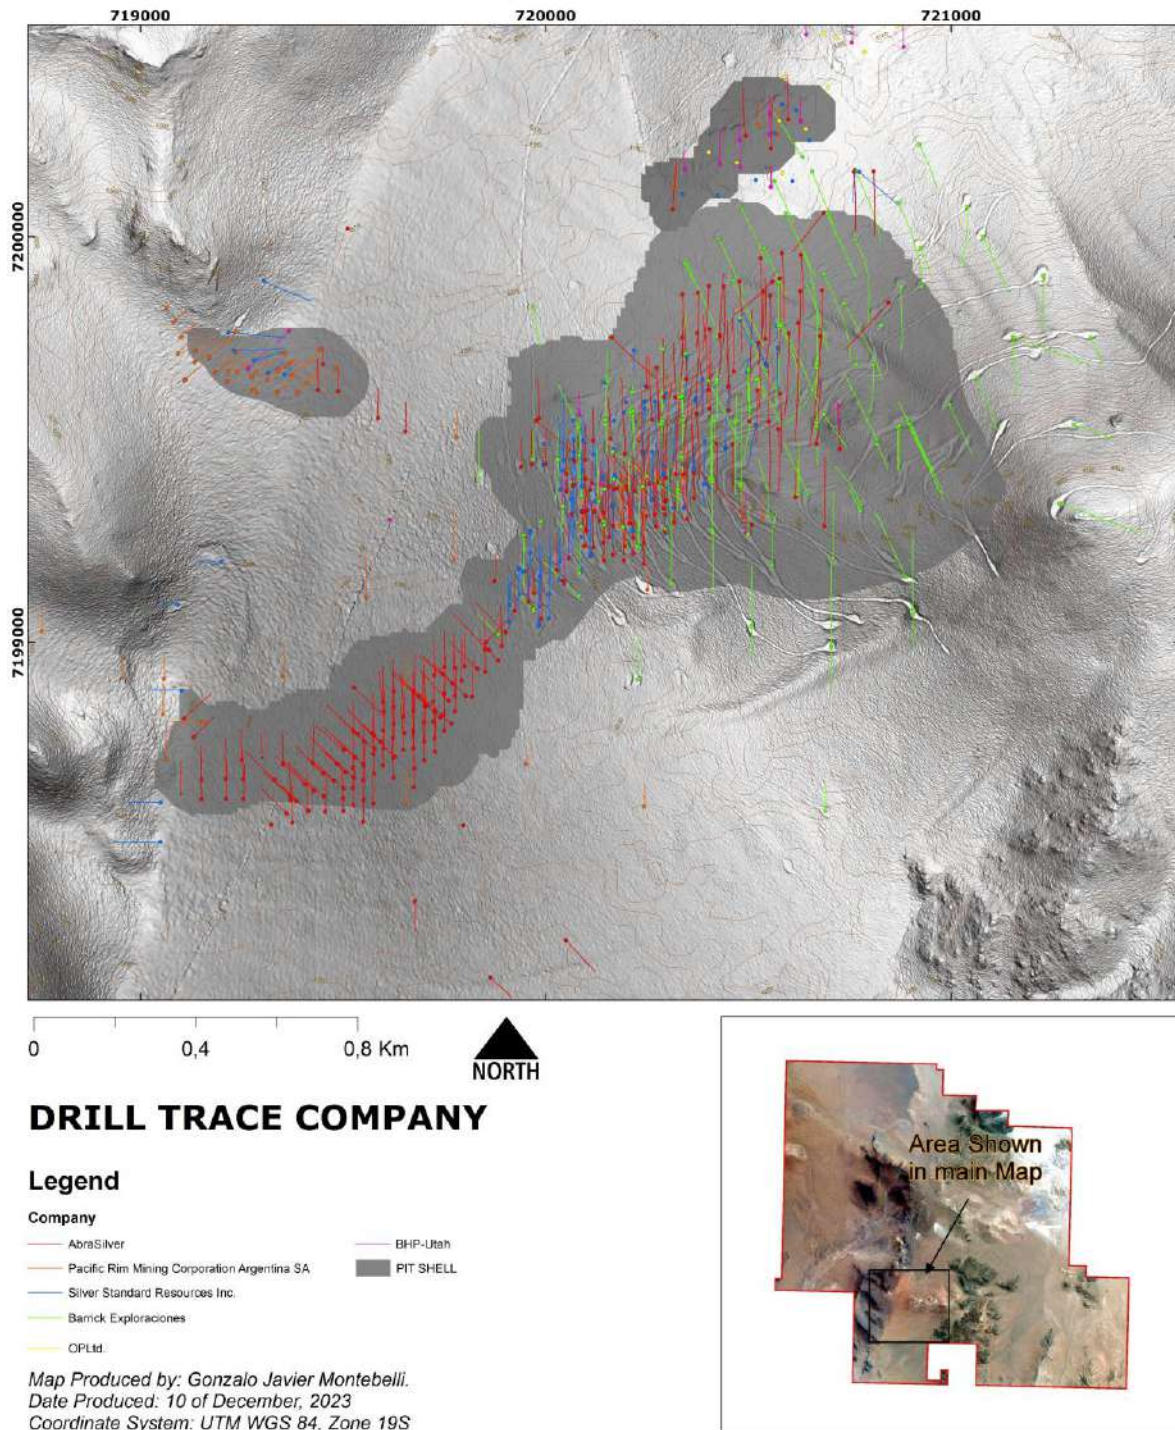 719000 720000 721000
7200000
7199000
0 0,4 0,8 Km
NORTH
DRILL TRACE COMPANY
Legend
Company
AbraSilver
Pacific Rim Mining Corporation Argentina SA
Silver Standard Resources Inc.
Barrick Exploraciones
OPLtd.
BHP-Utah
PIT SHELL
Map Produced by: Gonzalo Javier Montebelli.
Date Produced: 10 of December, 2023
Coordinate System: UTM WGS 84, Zone 19S
Area Shown
in main Map